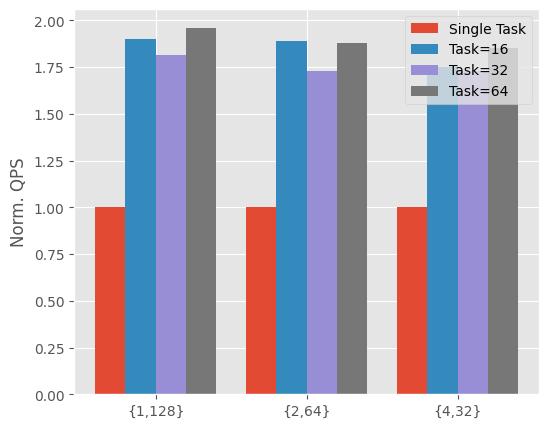 2.00
1.75
1.50
1.25
1.00
0.75
0.50
0.25
0.00
Norm. QPS
Single Task
Task=16
Task=32
Task=64
{1,128}
{2,64}
{4,32}